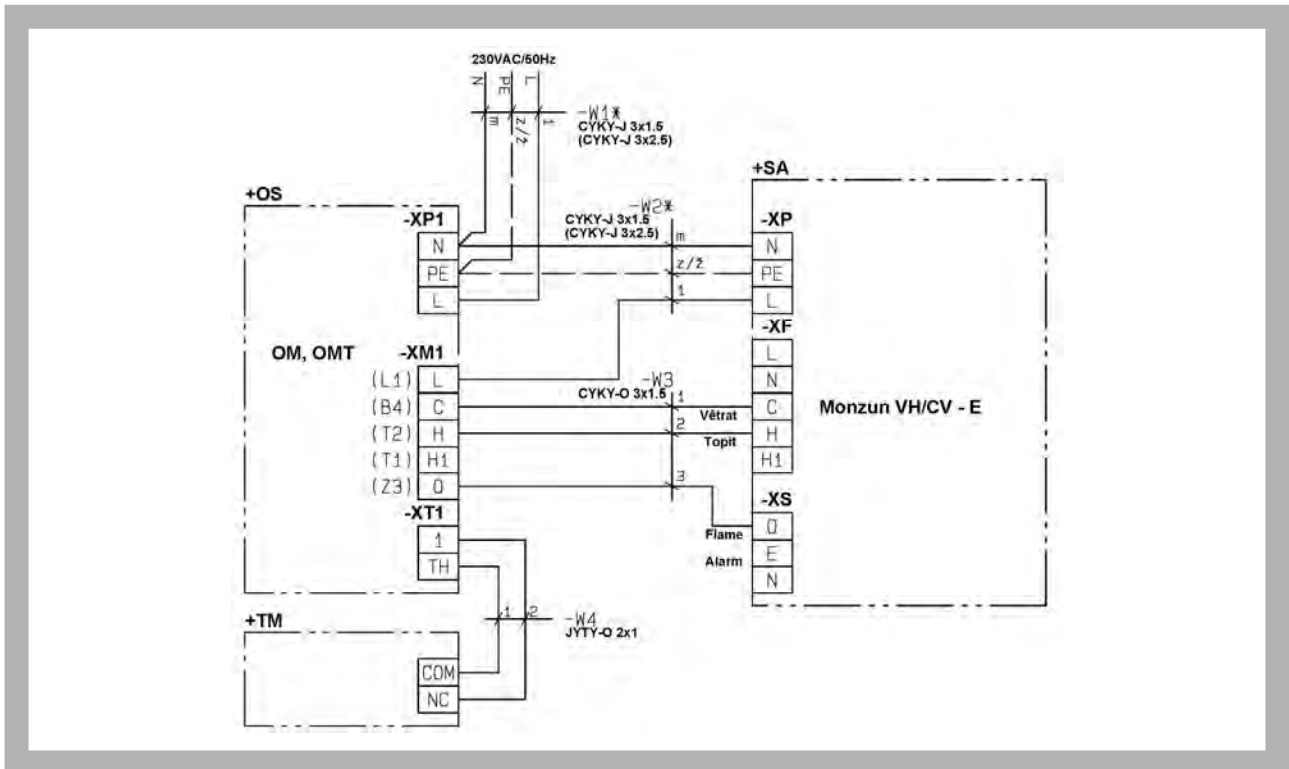 230VAC/50Hz
N
PE
L
m
z/ž
1
-W1*
CYKY-J 3x1.5
(CYKY-J 3x2.5)
+OS
-XP1
N
PE
L
OM, OMT
-XM1
(L1) L
(B4) C
(T2) H
(T1) H1
(Z3) O
-XT1
1
TH
-W2*
CYKY-J 3x1.5
(CYKY-J 3x2.5)
m
z/ž
1
-W3
CYKY-O 3x1.5
1
Vêtrat
2
Topit
3
Flame
Alarm
+SA
-XP
N
PE
L
-XF
L
N
C
H
H1
Monzun VH/CV - E
-XS
O
E
N
+TM
COM
NC
1
2
-W4
JYTY-O 2x1